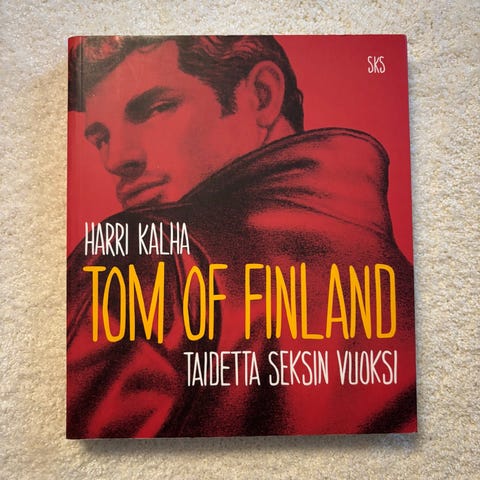 SKS
HARRI KALHA
TOM OF FINLAND
TAIDETTA SEKSIN VUOKSI